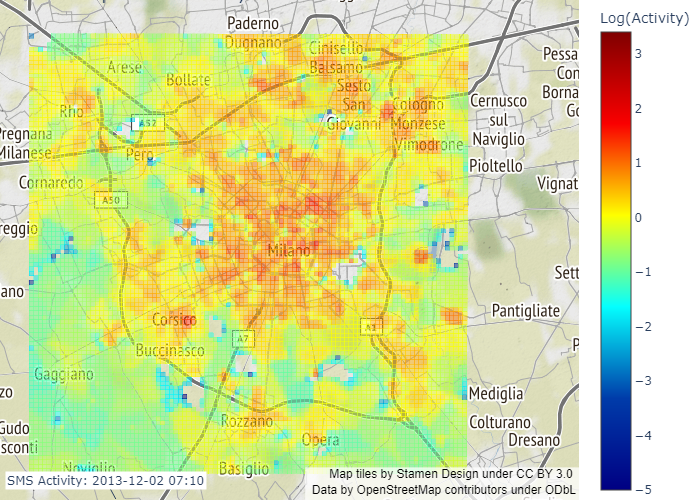 Paderno
Dugnano
Cinisello
Balsamo
Arese
Bollate
Sesto
San
Giovanni
Rho
Cologno
Monzese
Vimodrone
A52
Pregnana
Milanese
Pero
Cornaredo
A50
reggio
Milano
ano
Corsico
A7
A1
Buccinasco
Gaggiano
zo
Rozzano
Gudo
sconti
Opera
Noviglio
Basiglio
Pessa
Con
Borna
Go
Cernusco
sul
Naviglio
Pioltello
Vignat
Sett
Pantigliate
P
Mediglia
Colturano
Dresano
SMS Activity: 2013-12-02 07:10
Map tiles by Stamen Design under CC BY 3.0
Data by OpenStreetMap contributors under ODbL
Log(Activity)
3
2
1
0
−1
−2
−3
−4
−5